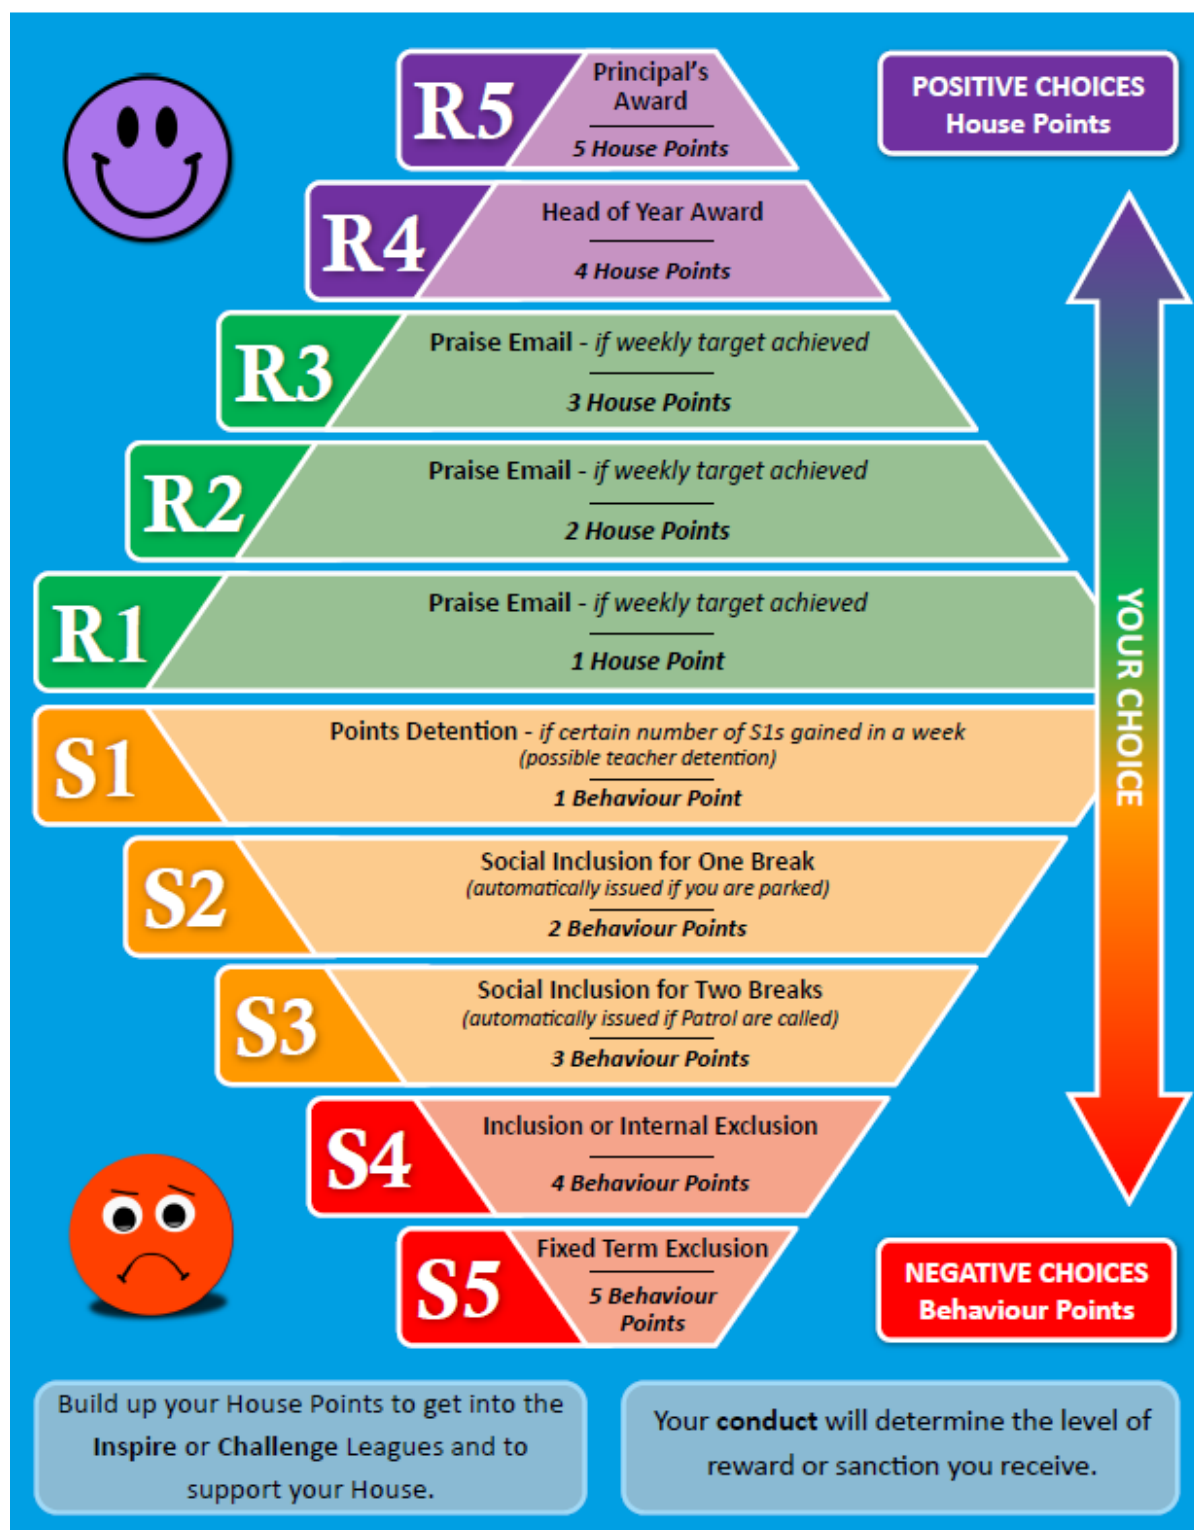 R5
Principal's
Award
5 House Points
POSITIVE CHOICES
House Points
R4
Head of Year Award
4 House Points
R3
Praise Email - if weekly target achieved
3 House Points
R2
Praise Email - if weekly target achieved
2 House Points
R1
Praise Email - if weekly target achieved
1 House Point
YOUR CHOICE
S1
Points Detention - if certain number of S1s gained in a week
(possible teacher detention)
1 Behaviour Point
S2
Social Inclusion for One Break
(automatically issued if you are parked)
2 Behaviour Points
S3
Social Inclusion for Two Breaks
(automatically issued if Patrol are called)
3 Behaviour Points
S4
Inclusion or Internal Exclusion
4 Behaviour Points
S5
Fixed Term Exclusion
5 Behaviour
Points
NEGATIVE CHOICES
Behaviour Points
Build up your House Points to get into the
Inspire or Challenge Leagues and to
support your House.
Your conduct will determine the level of
reward or sanction you receive.